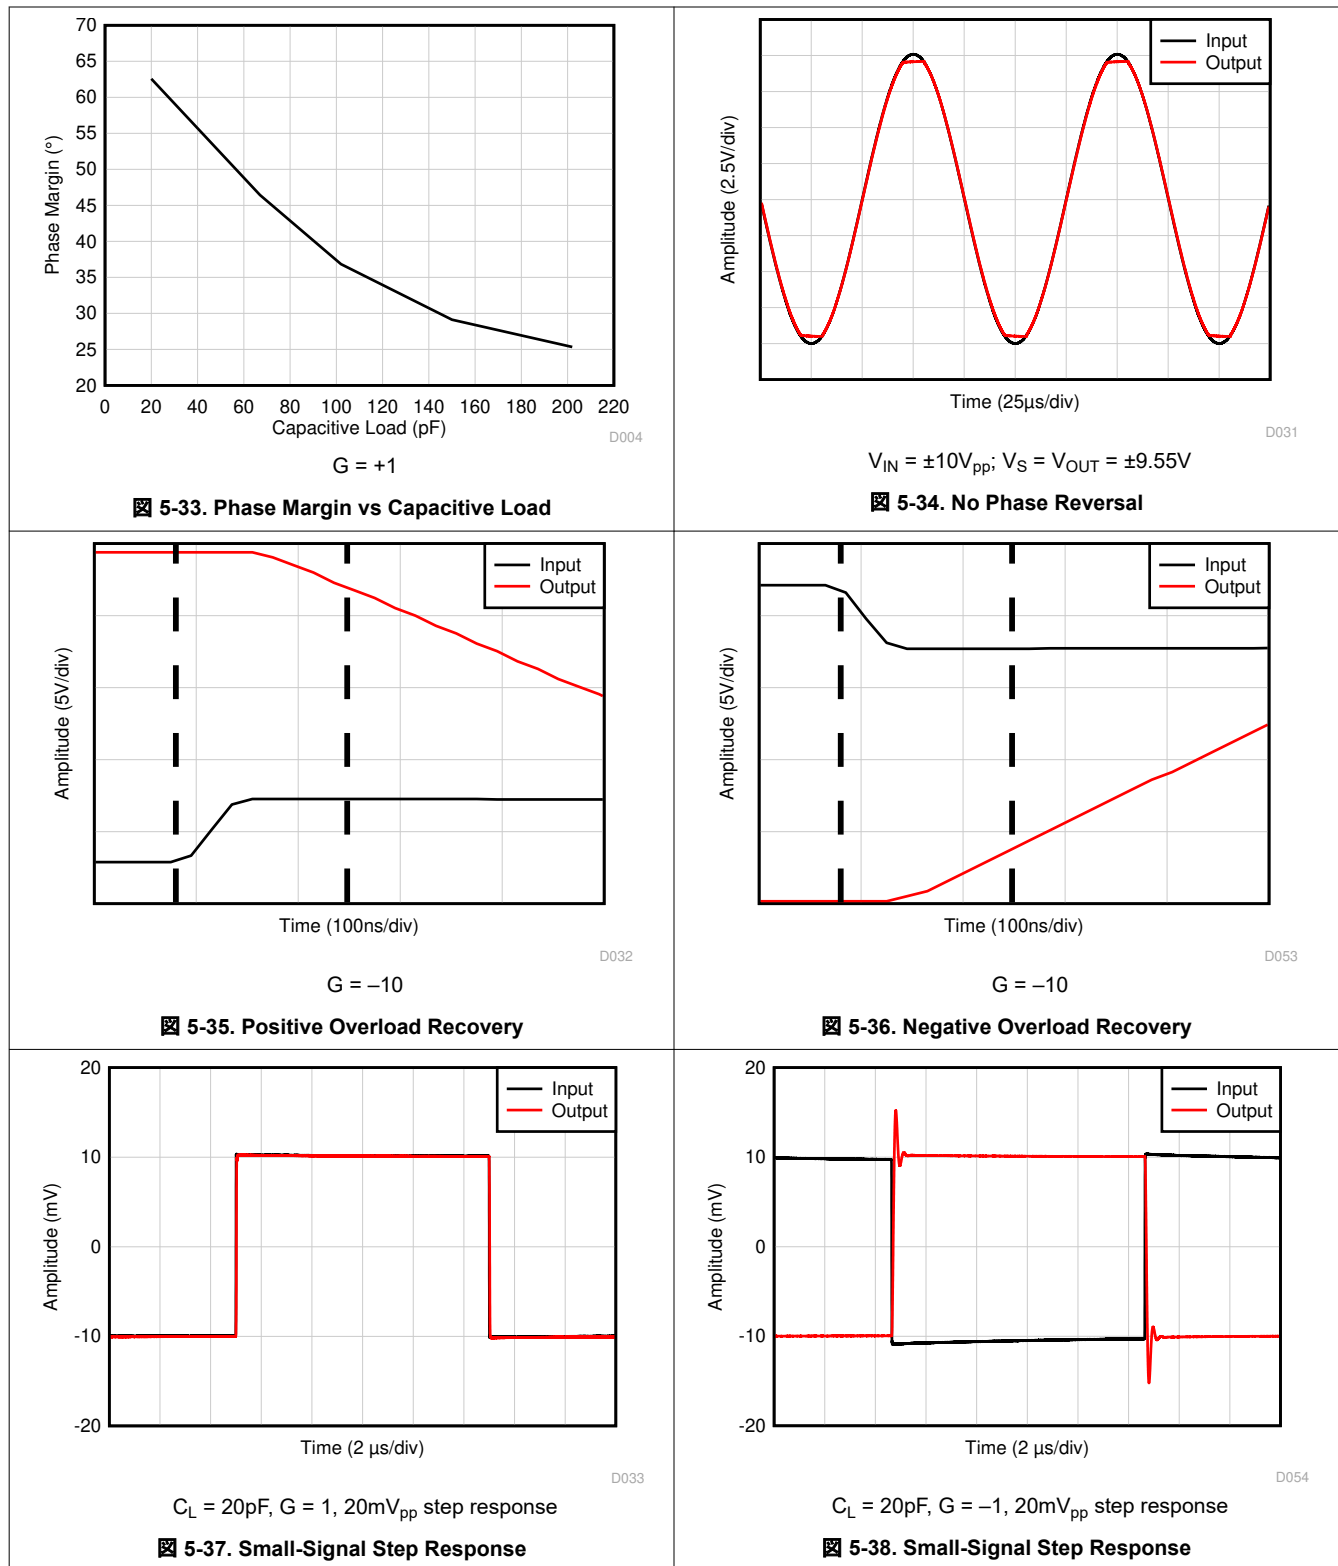 70
65
60
55
50
45
40
35
30
25
20
Phase Margin (°)
0 20 40 60 80 100 120 140 160 180 200 220
Capacitive Load (pF)
D004
G = +1
図 5-33. Phase Margin vs Capacitive Load
Input
Output
Amplitude (2.5V/div)
Time (25µs/div)
D031
VIN = ±10Vpp; VS = VOUT = ±9.55V
図 5-34. No Phase Reversal
Input
Output
Amplitude (5V/div)
Time (100ns/div)
D032
G = –10
図 5-35. Positive Overload Recovery
Input
Output
Amplitude (5V/div)
Time (100ns/div)
D053
G = –10
図 5-36. Negative Overload Recovery
20
10
0
-10
-20
Input
Output
Amplitude (mV)
Time (2 µs/div)
D033
CL = 20pF, G = 1, 20mVpp step response
図 5-37. Small-Signal Step Response
20
10
0
-10
-20
Input
Output
Amplitude (mV)
Time (2 µs/div)
D054
CL = 20pF, G = –1, 20mVpp step response
図 5-38. Small-Signal Step Response